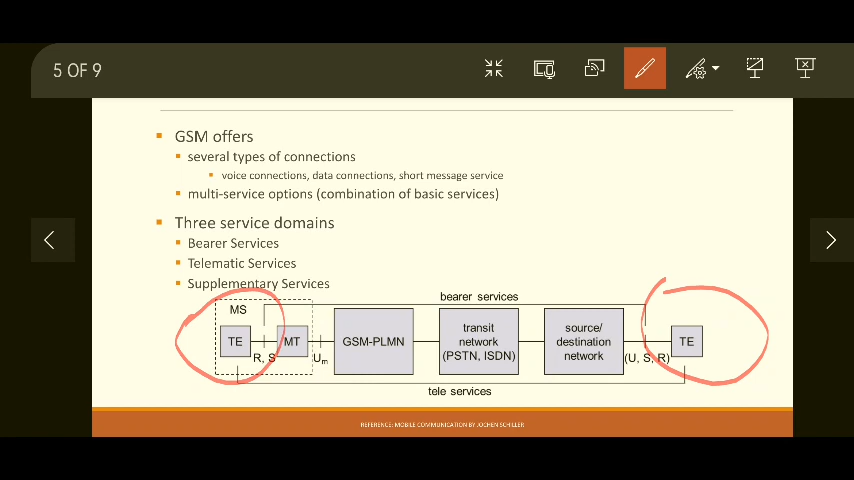 5 OF 9
GSM offers
several types of connections
voice connections, data connections, short message service
multi-service options (combination of basic services)
Three service domains
Bearer Services
Telematic Services
Supplementary Services
bearer services
MS
TE
MT
GSM-PLMN
transit
network
(PSTN, ISDN)
source/
destination
network
TE
R, S
Um
(U, S, R)
tele services
REFERENCE: MOBILE COMMUNICATION BY JOCHEN SCHILLER